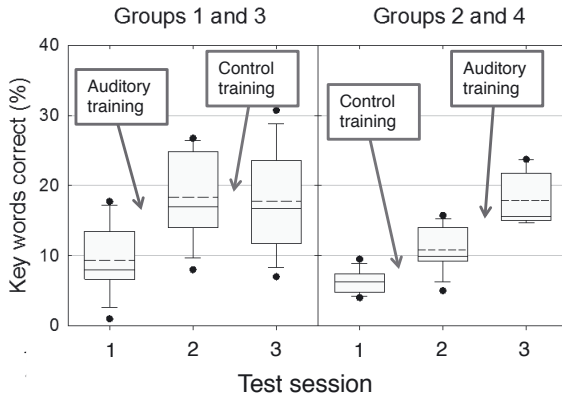 Groups 1 and 3
Groups 2 and 4
Key words correct (%)
40
30
20
10
0
Auditory
training
Control
training
Control
training
Auditory
training
1 2 3 1 2 3
Test session